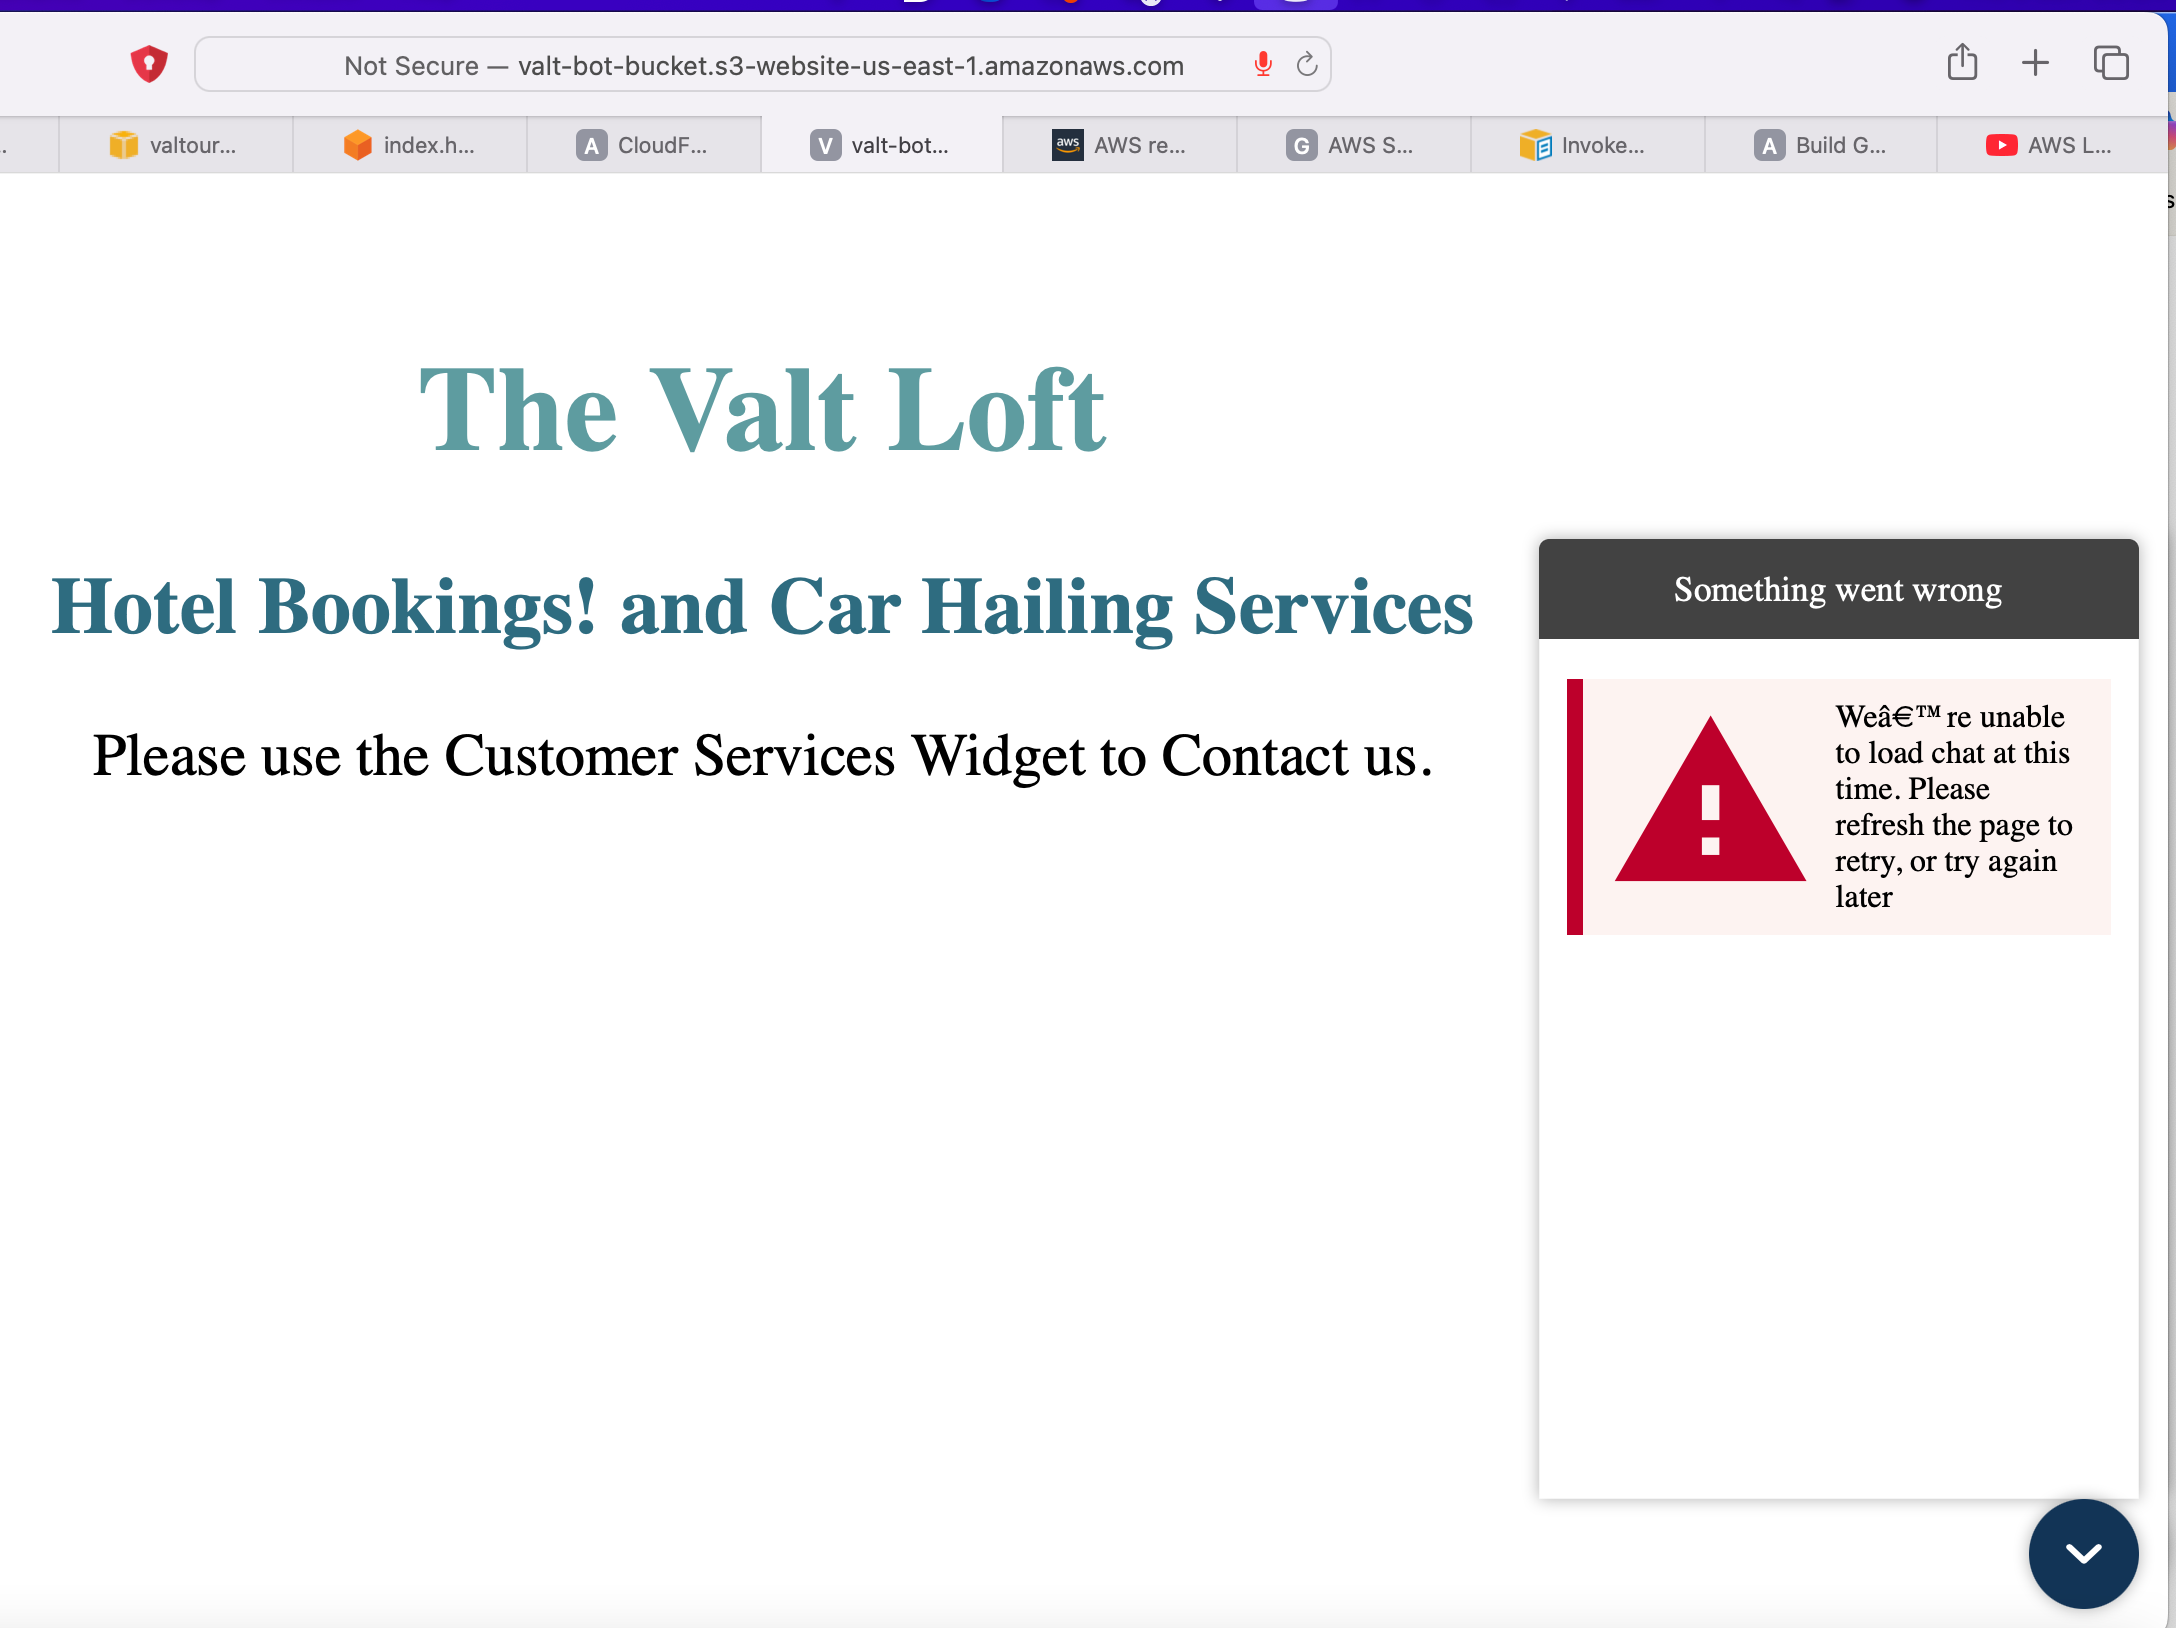 Not Secure — valt-bot-bucket.s3-website-us-east-1.amazonaws.com
valtour...
index.h...
A CloudF...
V valt-bot...
aws AWS re...
G AWS S...
Invoke...
A Build G...
AWS L...
The Valt Loft
Hotel Bookings! and Car Hailing Services
Please use the Customer Services Widget to Contact us.
Something went wrong
Weâ€™re unable
to load chat at this
time. Please
refresh the page to
retry, or try again
later